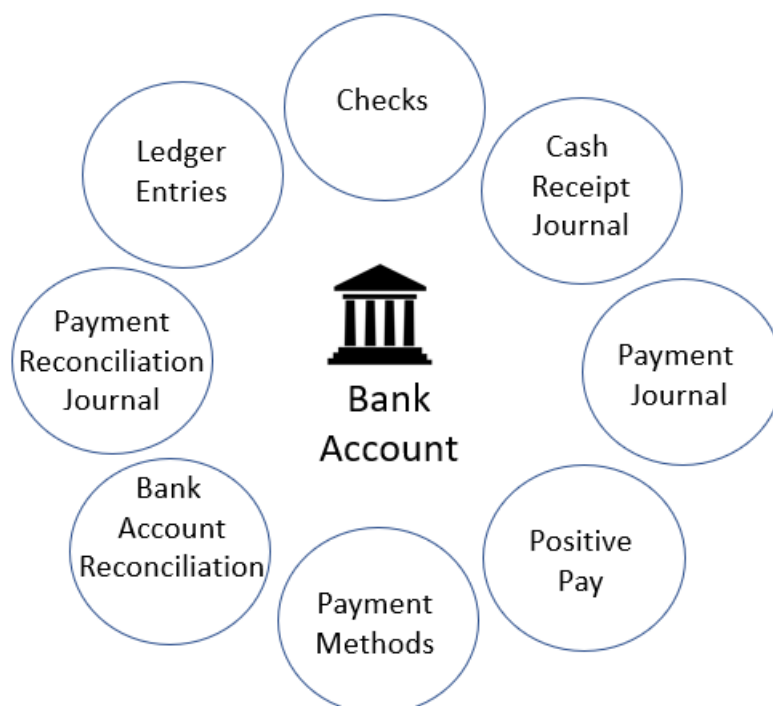 Checks
Cash
Receipt
Journal
Payment
Journal
Positive
Pay
Payment
Methods
Bank
Account
Reconciliation
Payment
Reconciliation
Journal
Ledger
Entries
Bank
Account